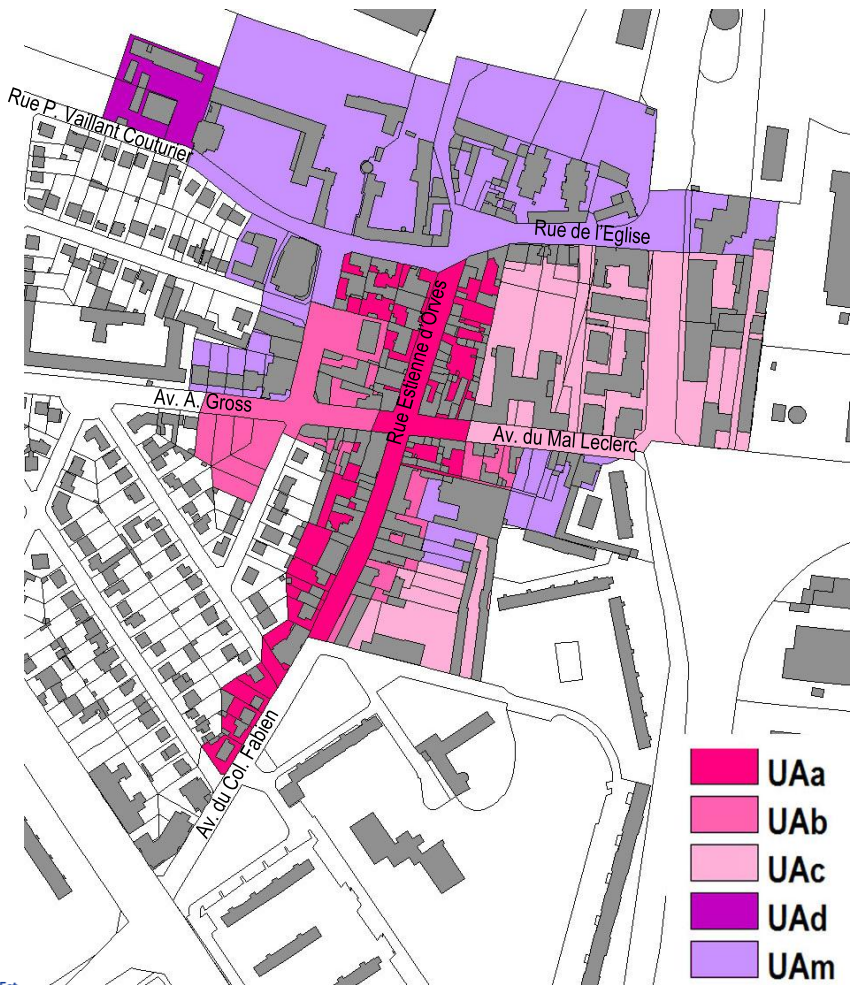 Rue P. Vaillant Couturier
Rue de l'Eglise
Rue Estienne d'Orves
Av. A. Gross
Av. du Mal Leclerc
Av. du Col. Fabien
UAa
UAb
UAc
UAd
UAm